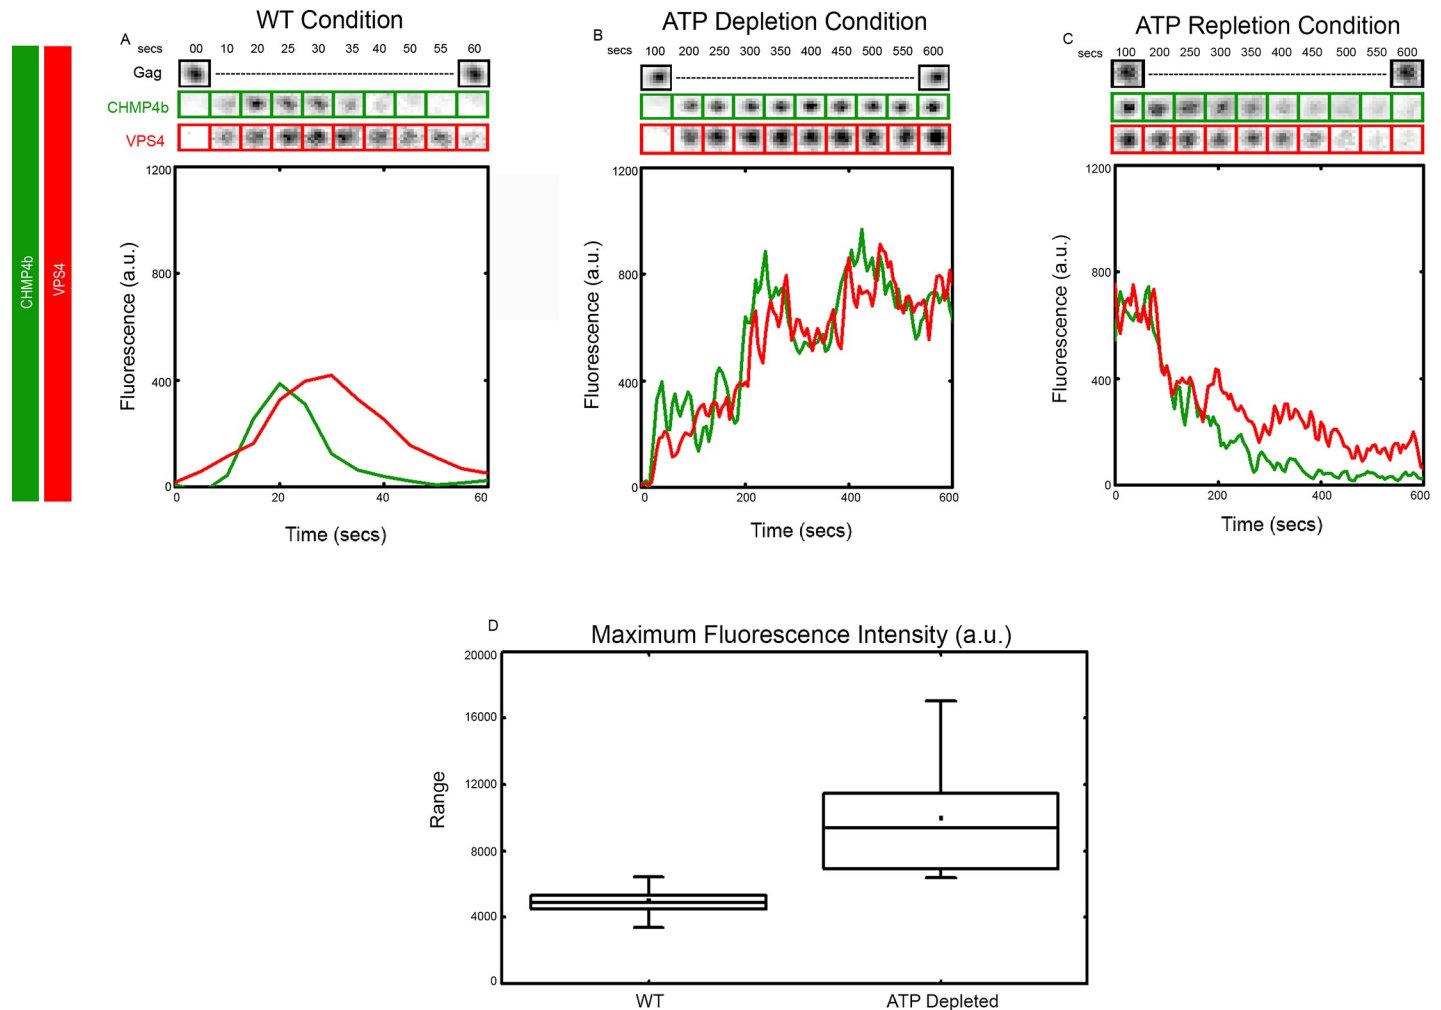 WT Condition
A
secs 00 10 20 25 30 35 40 50 55 60
Gag
CHMP4b
VPS4
1200
800
400
0
0 20 40 60
Fluorescence (a.u.)
Time (secs)
CHMP4b
VPS4
ATP Depletion Condition
B
secs 100 200 250 300 350 400 450 500 550 600
1200
800
400
0
0 200 400 600
Fluorescence (a.u.)
Time (secs)
ATP Repletion Condition
C
secs 100 200 250 300 350 400 450 500 550 600
1200
800
400
0
0 200 400 600
Fluorescence (a.u.)
Time (secs)
D
Maximum Fluorescence Intensity (a.u.)
20000
16000
12000
8000
4000
0
Range
WT ATP Depleted